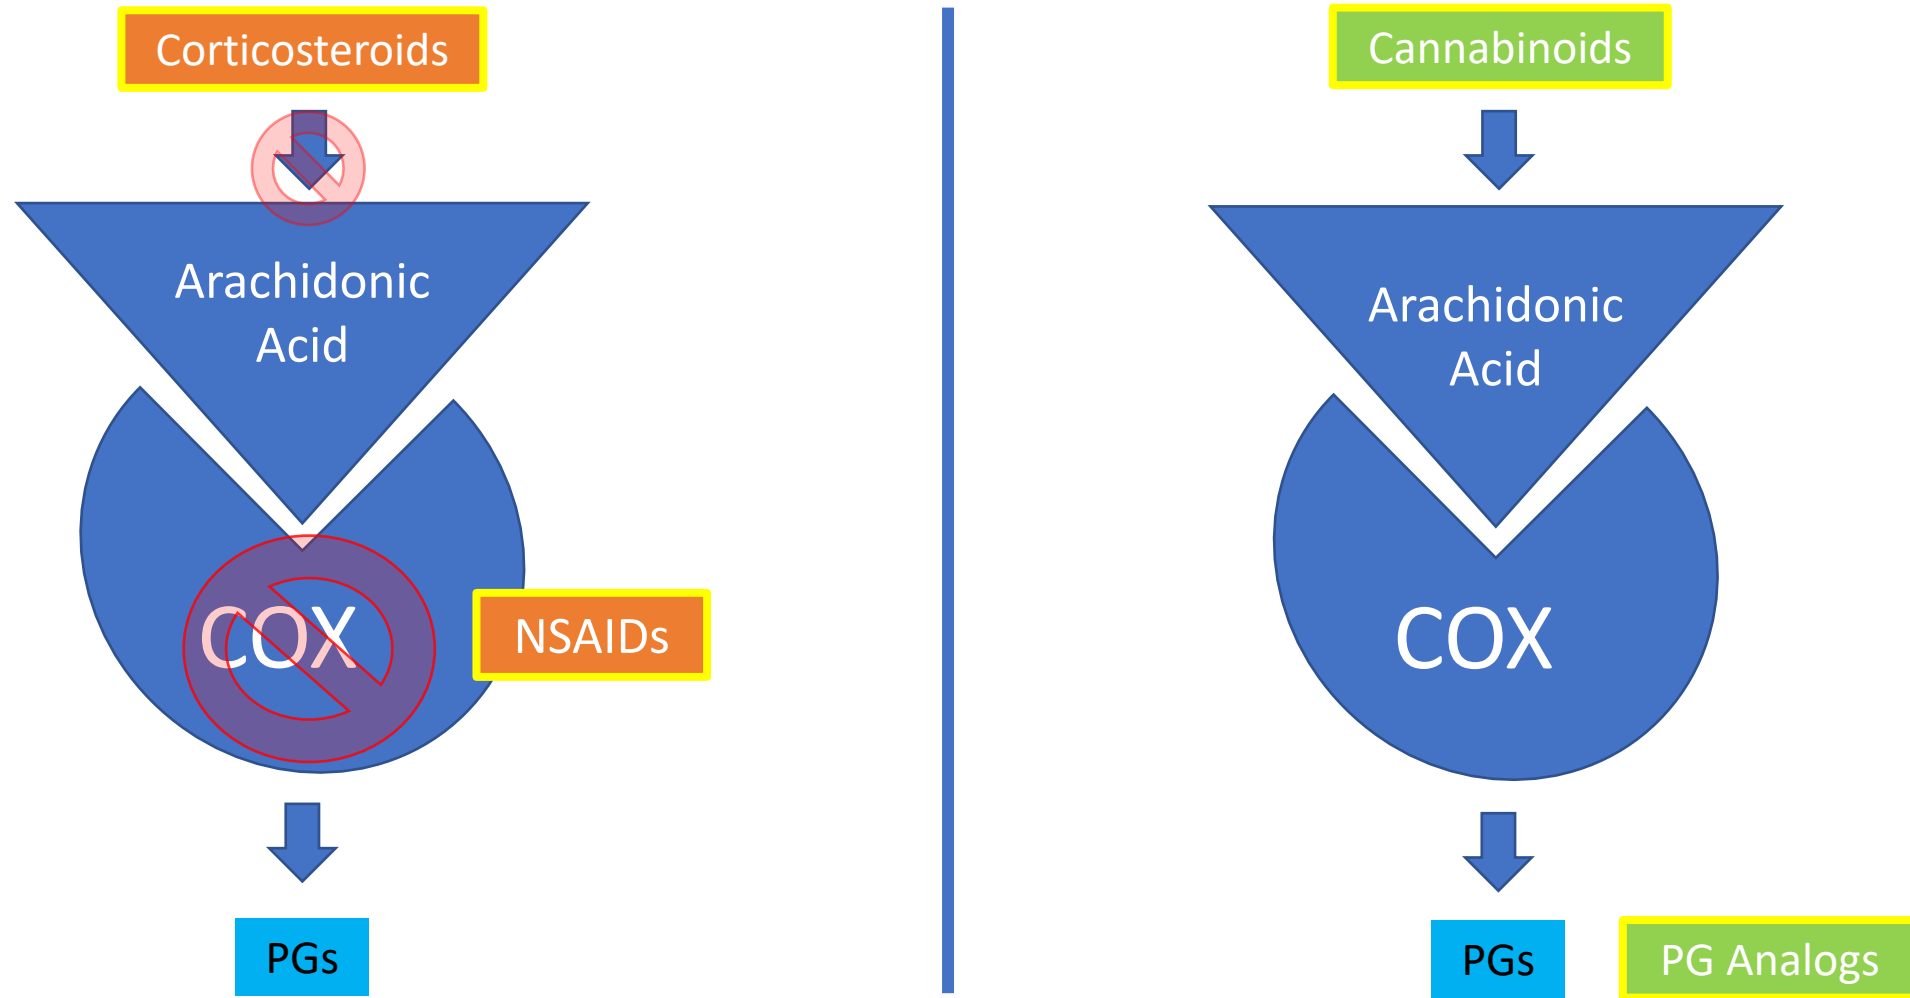 Corticosteroids
Arachidonic
Acid
COX
NSAIDs
PGs
Cannabinoids
Arachidonic
Acid
COX
PGs
PG Analogs